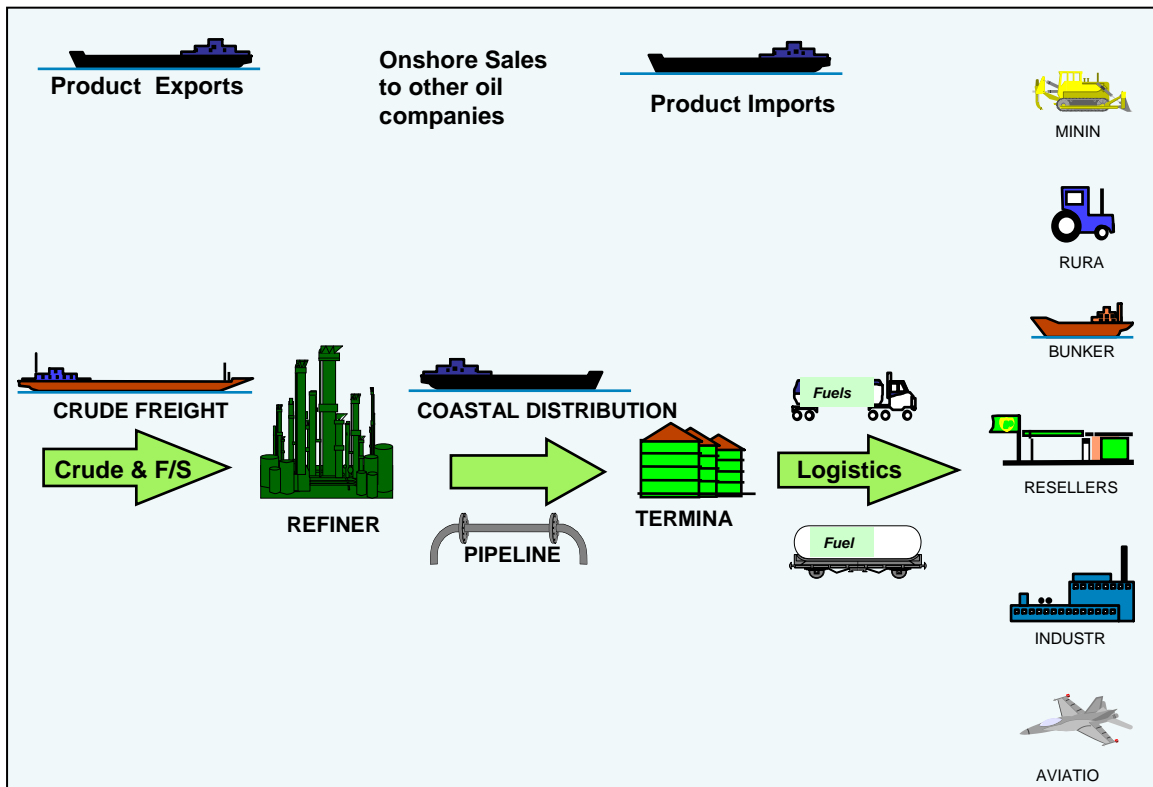 Product Exports
Onshore Sales
to other oil
companies
Product Imports
MININ
RURA
BUNKER
CRUDE FREIGHT
COASTAL DISTRIBUTION
Fuels
Crude & F/S
Logistics
REFINER
TERMINA
RESELLERS
PIPELINE
Fuel
INDUSTR
AVIATIO